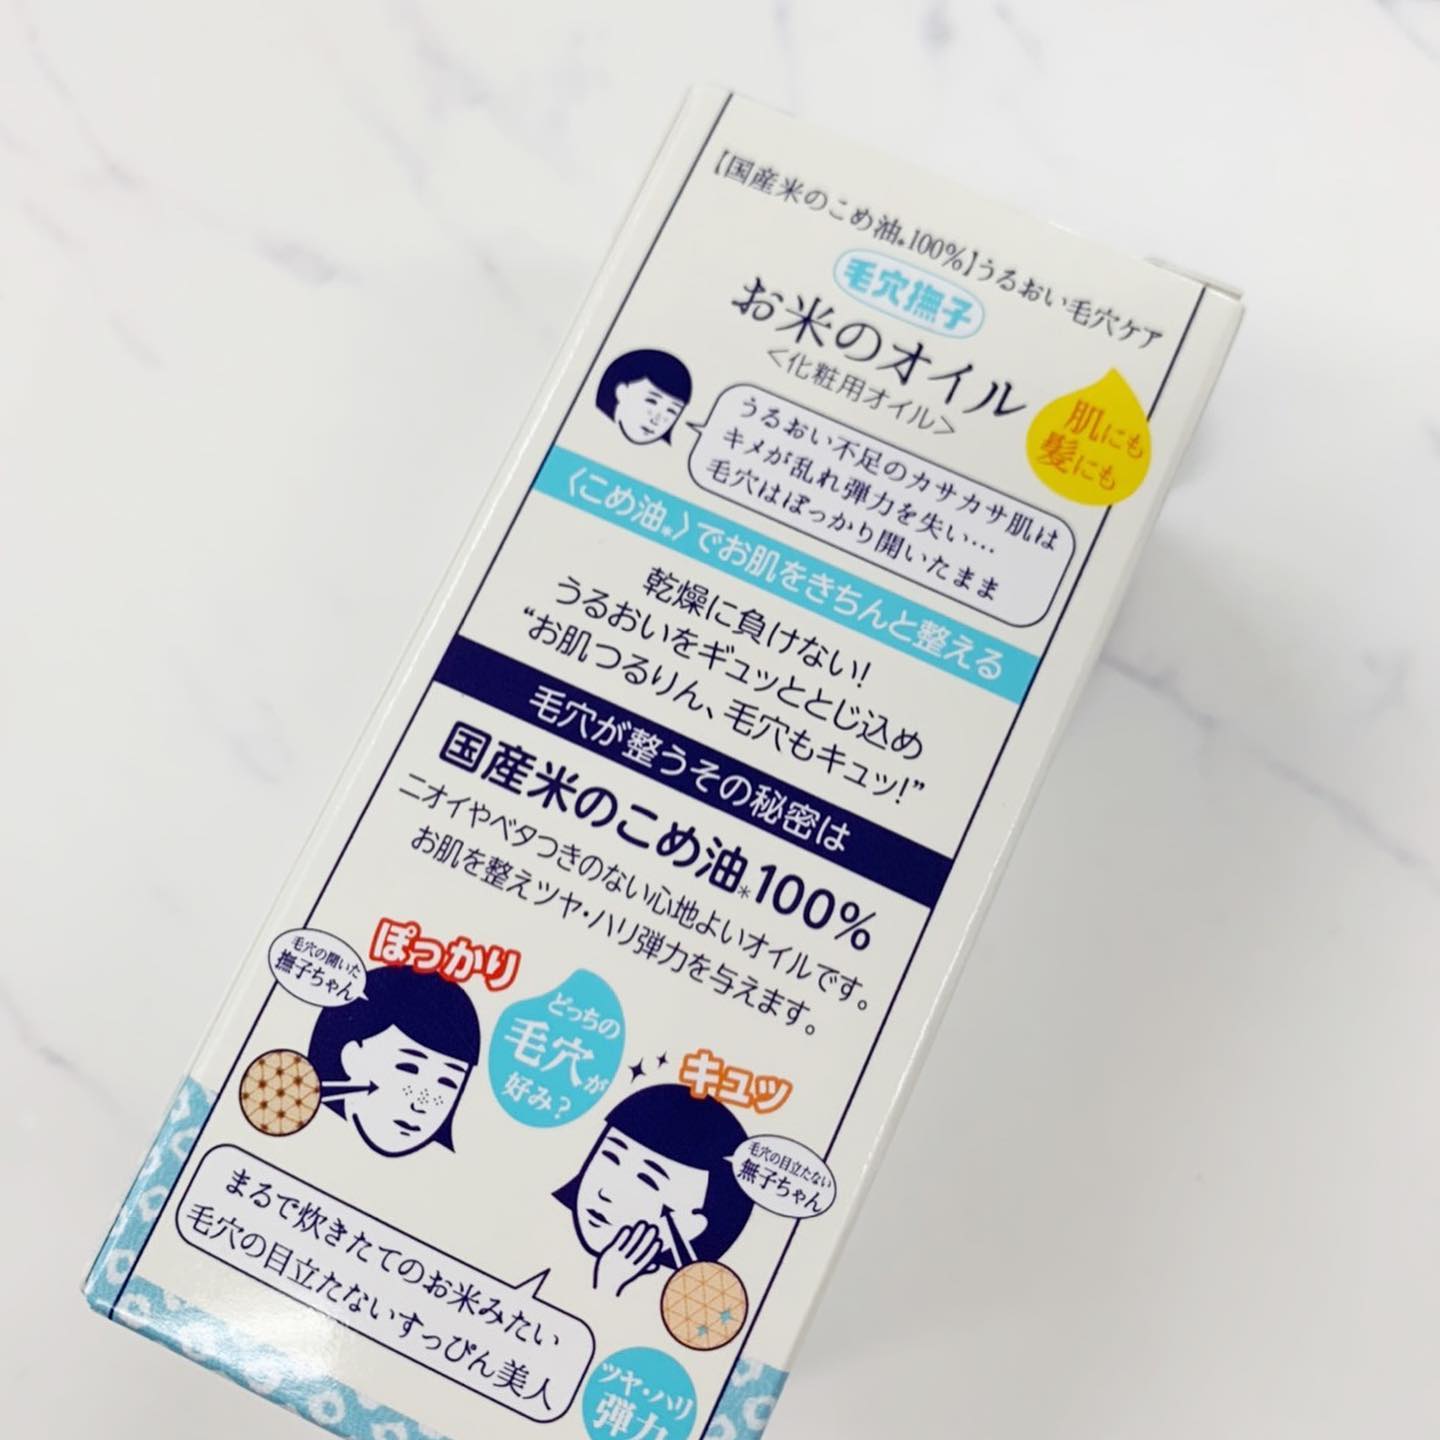 【国産米のこめ油*100%】うるおい毛穴ケア
毛穴撫子
お米のオイル
<化粧用オイル>
肌にも
髪にも
うるおい不足のカサカサ肌は
キメが乱れ弾力を失い…
毛穴はぽっかり開いたまま
〈こめ油*〉でお肌をきちんと整える
乾燥に負けない!
うるおいをギュッととじ込め
“お肌つるりん、毛穴もキュッ!”
毛穴が整うその秘密は
国産米のこめ油*100%
ニオイやベタつきのない心地よいオイルです。
お肌を整えツヤ・ハリ弾力を与えます。
ぽっかり
毛穴の開いた
撫子ちゃん
どっちの
毛穴が
好み?
キュッ
毛穴の目立たない
撫子ちゃん
まるで炊きたてのお米みたい
毛穴の目立たないすっぴん美人
ツヤ・ハリ
弾力